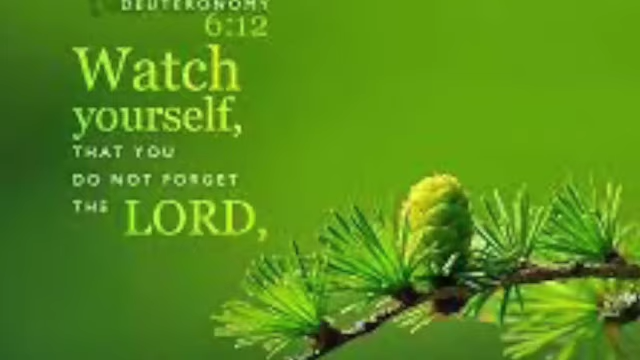 DEUTERONOMY
6:12
Watch
yourself,
THAT YOU
DO NOT FORGET
THE LORD,